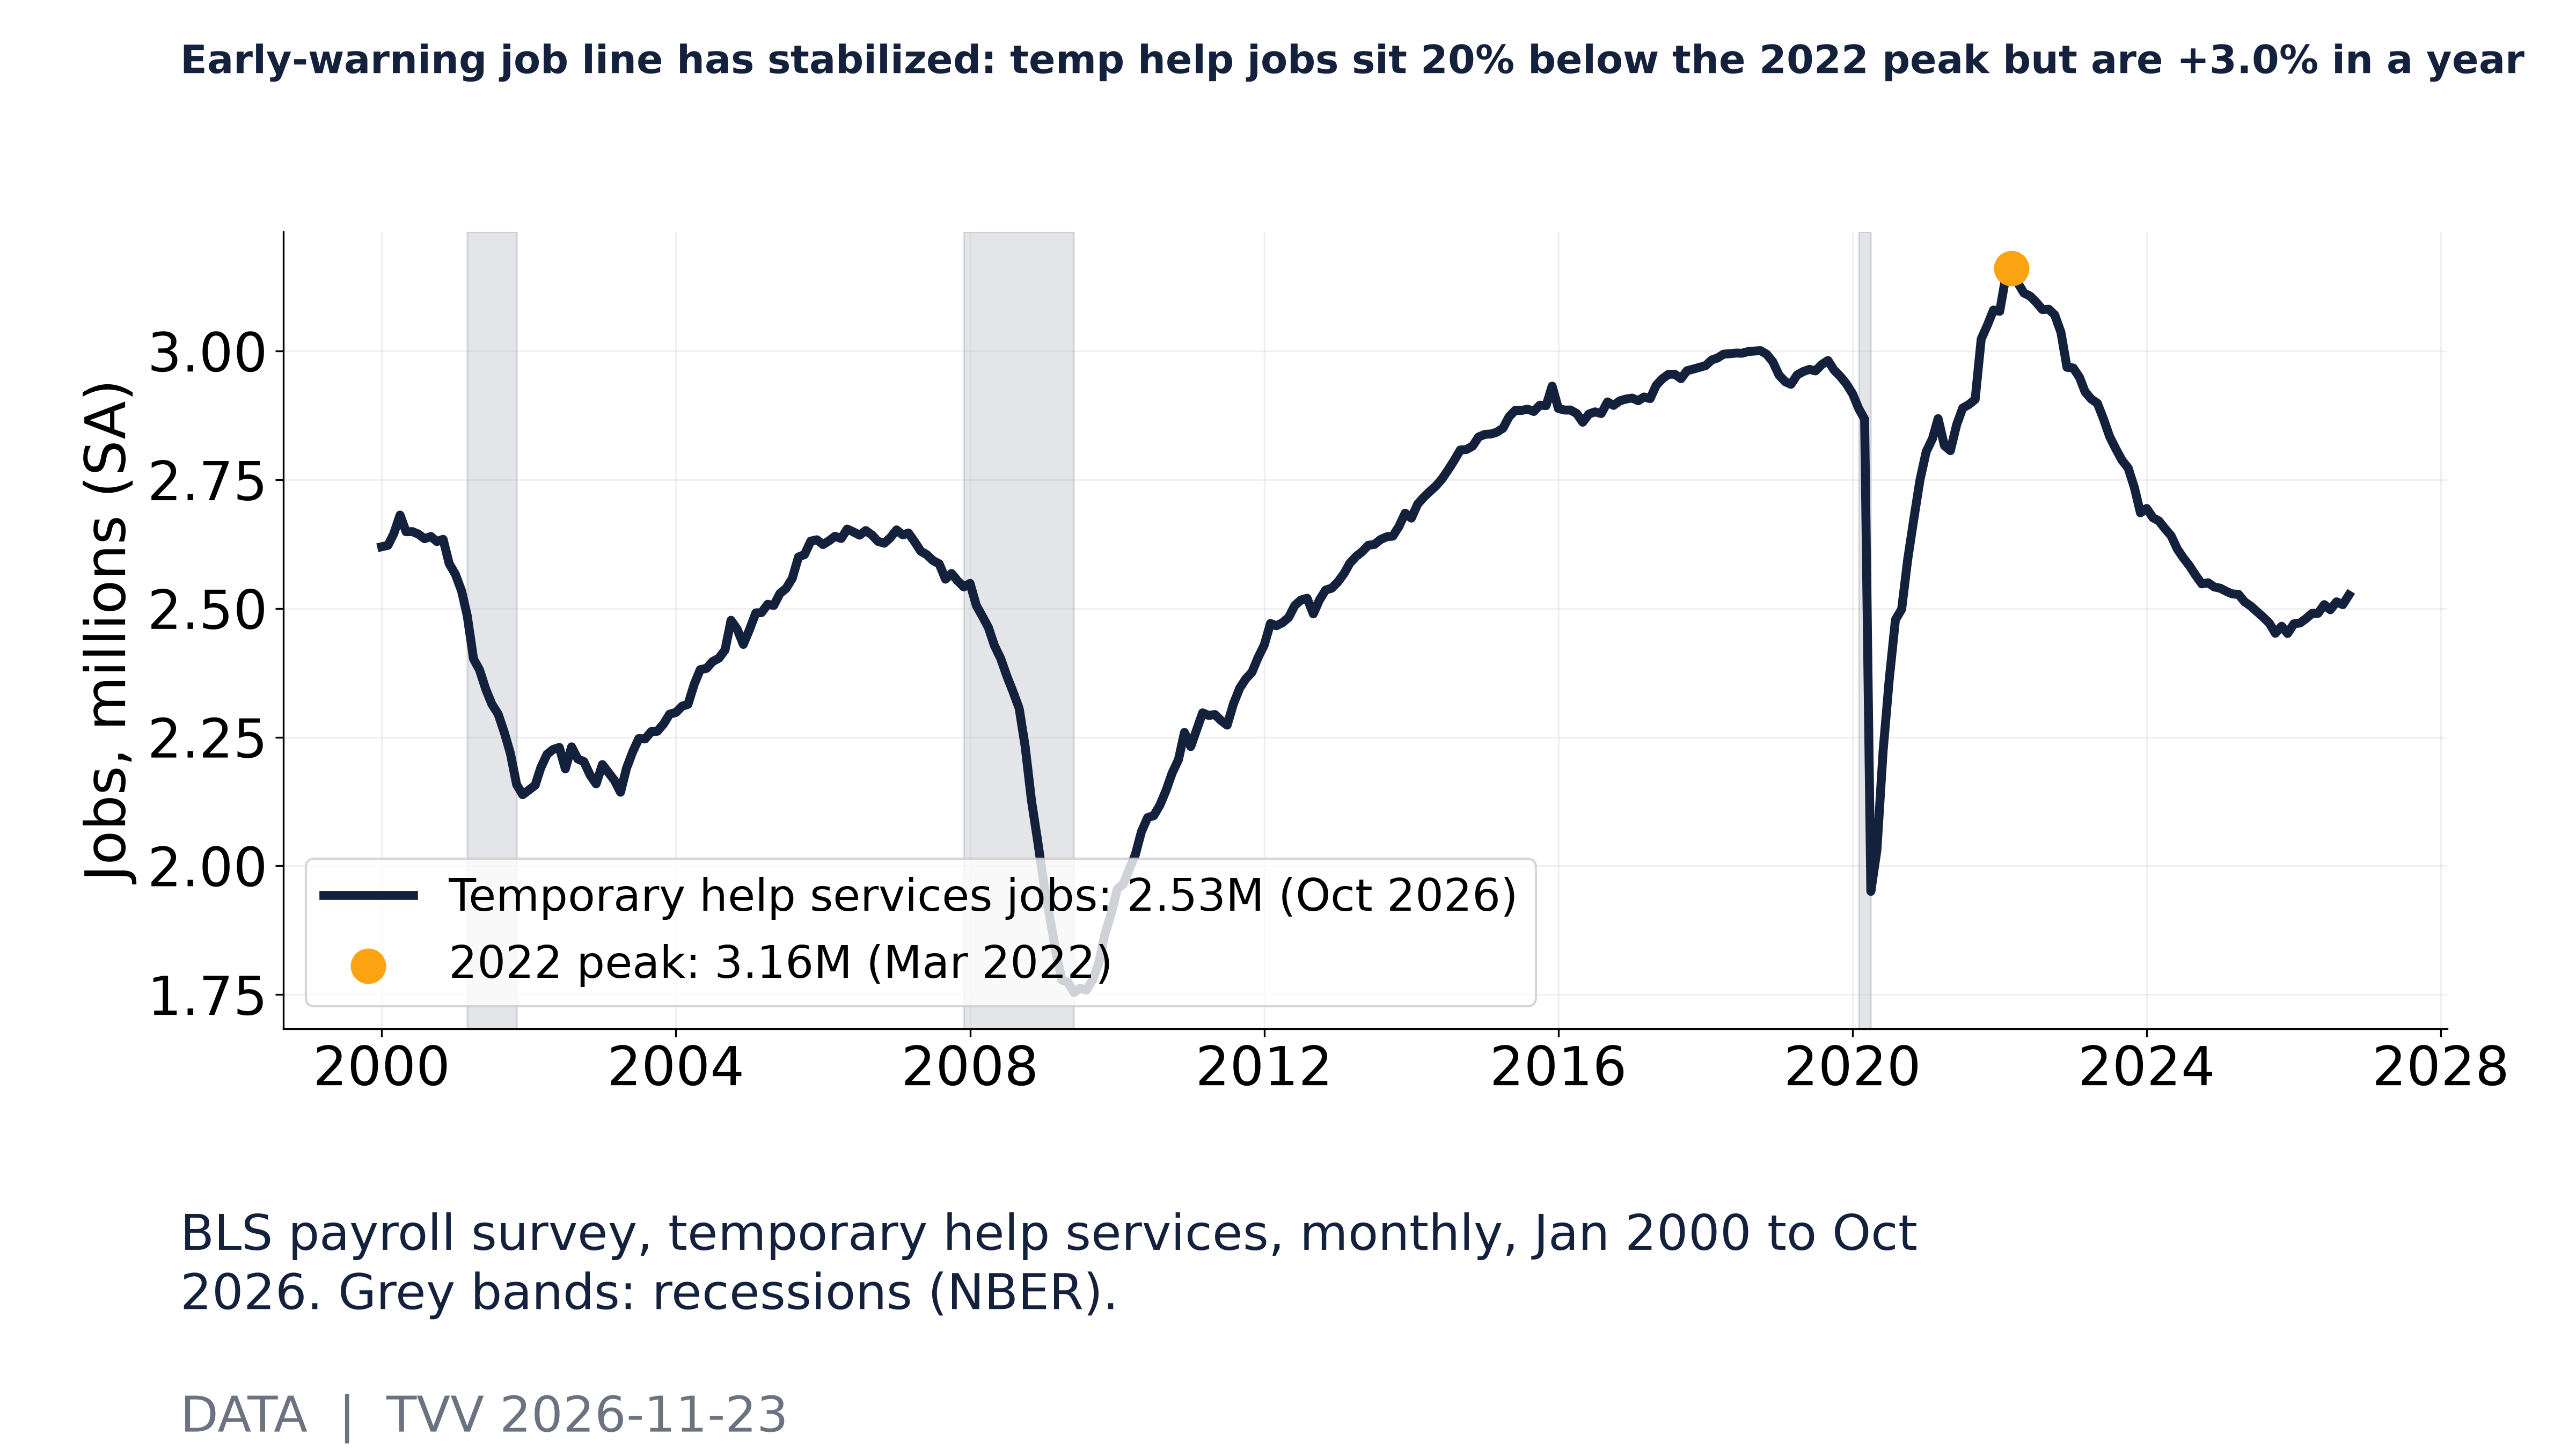 Early-warning job line has stabilized: temp help jobs sit 20% below the 2022 peak but are +3.0% in a year
Jobs, millions (SA)
3.00
2.75
2.50
2.25
2.00
1.75
Temporary help services jobs: 2.53M (Oct 2026)
2022 peak: 3.16M (Mar 2022)
2000 2004 2008 2012 2016 2020 2024 2028
BLS payroll survey, temporary help services, monthly, Jan 2000 to Oct
2026. Grey bands: recessions (NBER).
DATA | TVV 2026-11-23